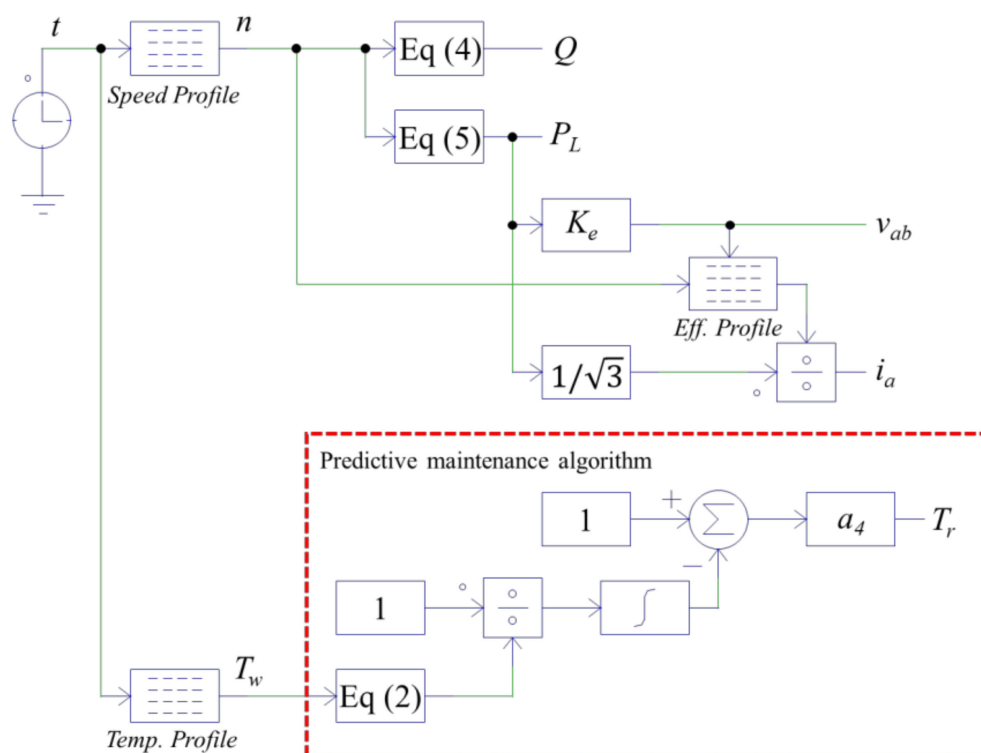 t
n
Speed Profile
Eq (4)
Q
Eq (5)
P_L
K_e
v_ab
Eff. Profile
1/√3
÷
i_a
Predictive maintenance algorithm
1
+
Σ
a_4
T_r
−
1
÷
∫
T_w
Eq (2)
Temp. Profile